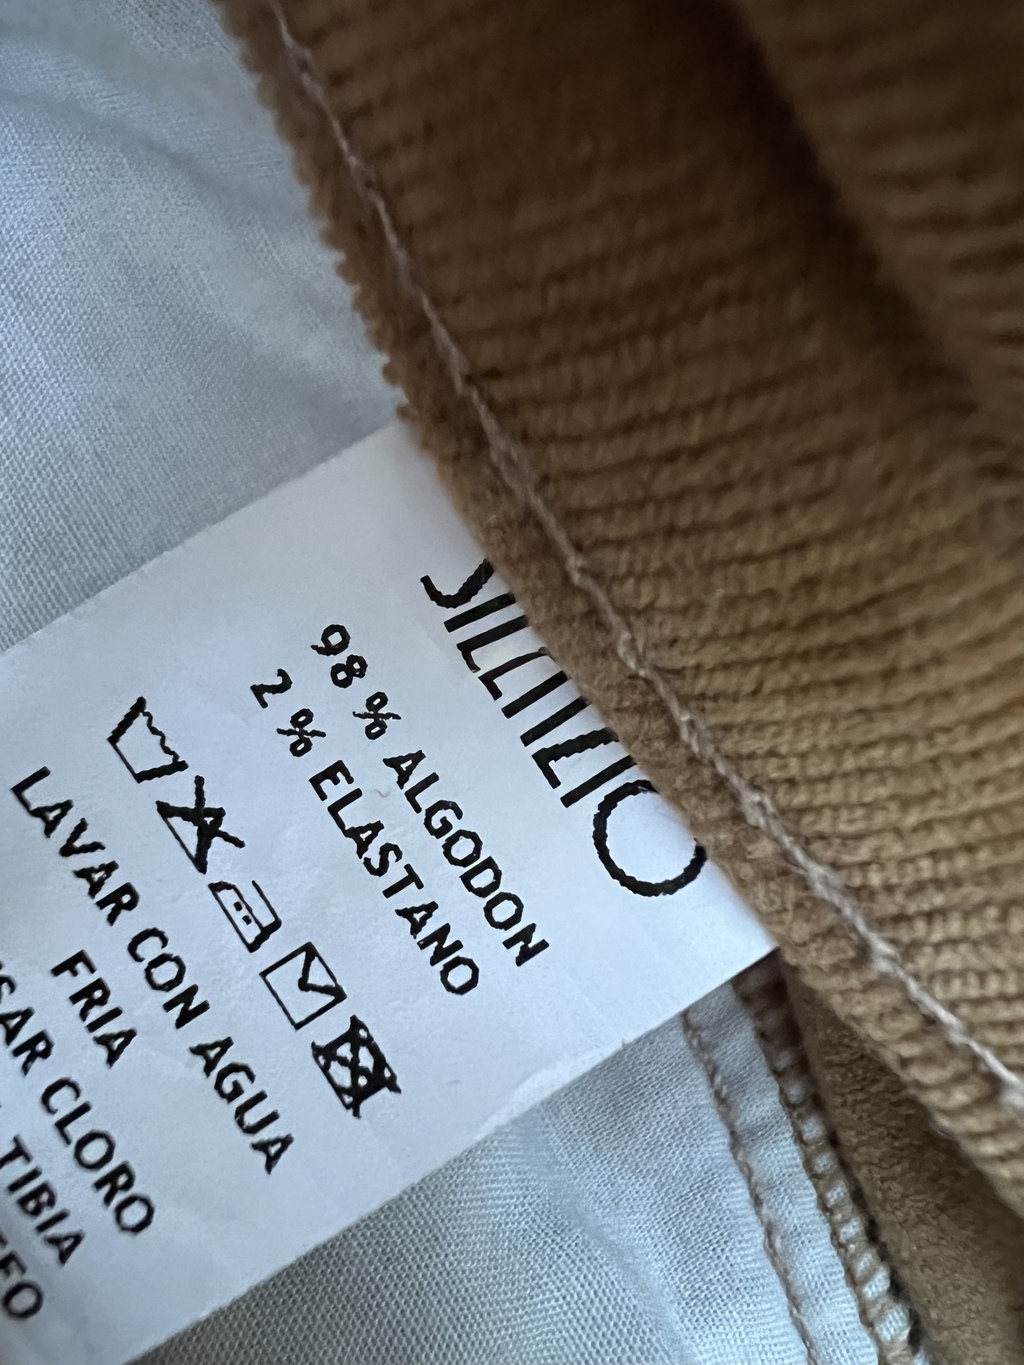 98 % ALGODON
2 % ELASTANO
LAVAR CON AGUA
FRIA
CLORO
TIBIA